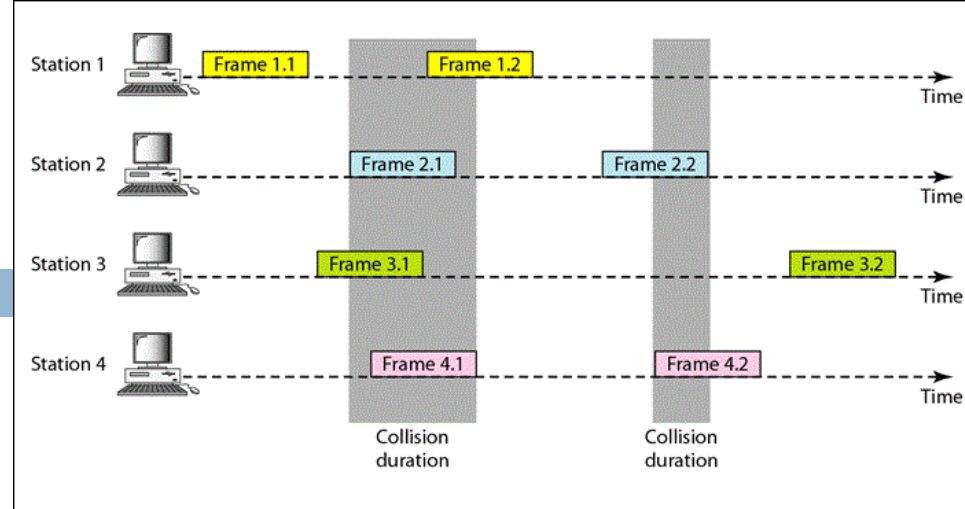 Station 1
Frame 1.1
Frame 1.2
Time
Station 2
Frame 2.1
Frame 2.2
Time
Station 3
Frame 3.1
Frame 3.2
Time
Station 4
Frame 4.1
Frame 4.2
Time
Collision
duration
Collision
duration